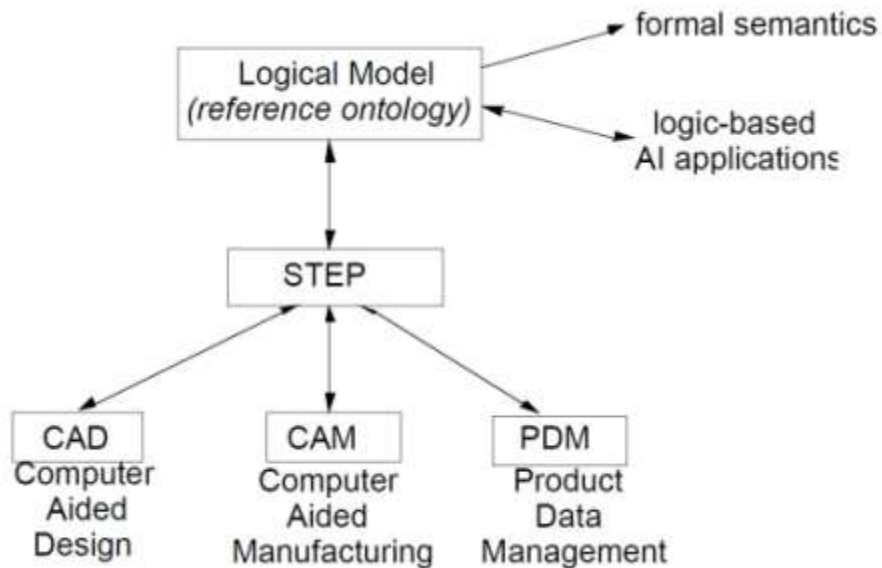 formal semantics
Logical Model
(reference ontology)
logic-based
AI applications
STEP
CAD
Computer
Aided
Design
CAM
Computer
Aided
Manufacturing
PDM
Product
Data
Management